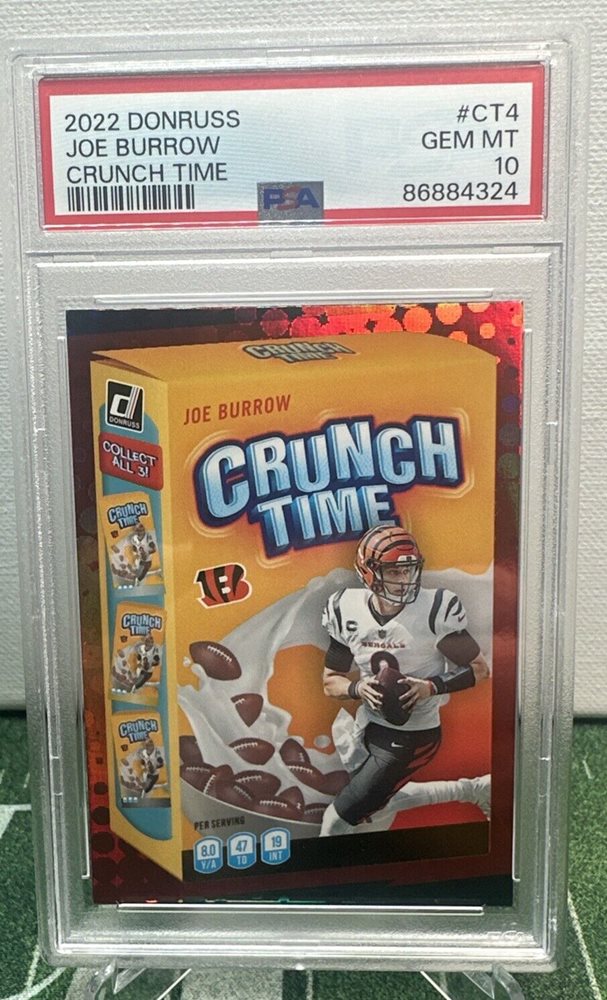 2022 DONRUSS
JOE BURROW
CRUNCH TIME
#CT4
GEM MT
10
86884324
PSA
CRUNCH TIME
DONRUSS
COLLECT
ALL 3!
JOE BURROW
CRUNCH
TIME
CRUNCH
TIME
CRUNCH
TIME
CRUNCH
TIME
B
BENGALS
PER SERVING
8.0
Y/A
47
TD
19
INT